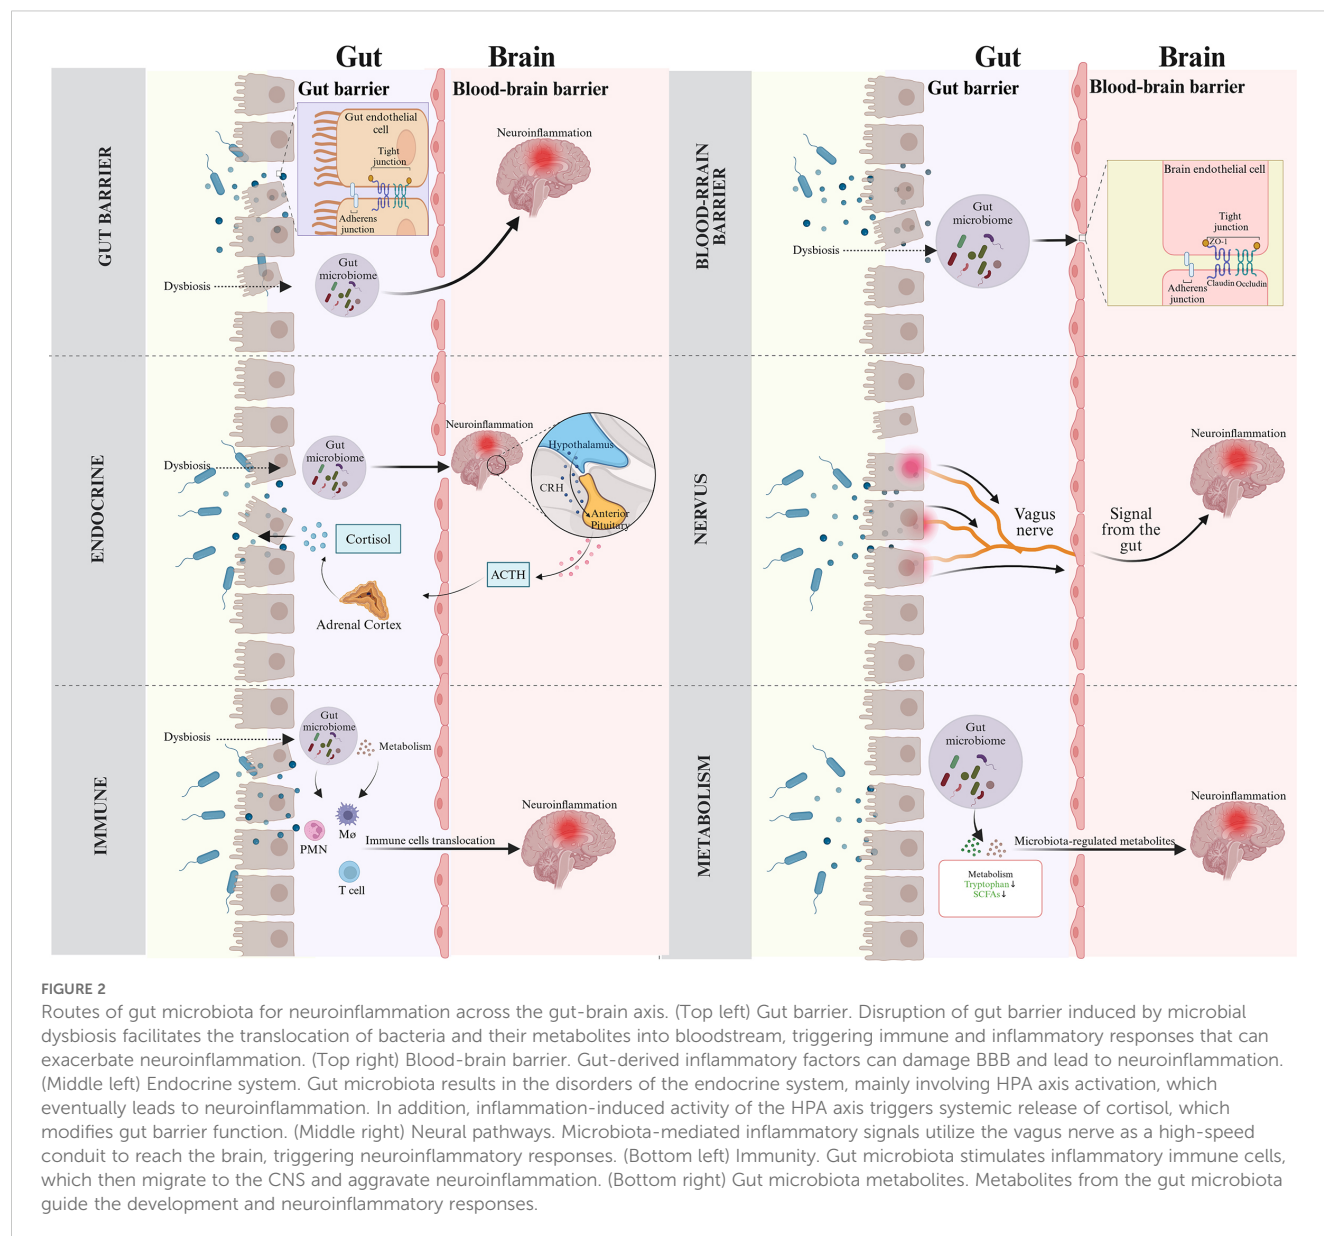 Gut
Brain
Gut barrier
Blood-brain barrier
GUT BARRIER
Gut endothelial
cell
Tight
junction
Adherens
junction
Neuroinflammation
Gut
microbiome
Dysbiosis
Gut
Brain
Gut barrier
Blood-brain barrier
BLOOD-RRAIN
BARRIER
Gut
microbiome
Dysbiosis
Brain endothelial cell
Tight
junction
ZO-1
Claudin
Occludin
Adherens
junction
ENDOCRINE
Neuroinflammation
Dysbiosis
Gut
microbiome
Hypothalamus
CRH
Anterior
Pituitary
Cortisol
ACTH
Adrenal Cortex
NERVUS
Vagus
nerve
Signal
from the
gut
Neuroinflammation
IMMUNE
Dysbiosis
Gut
microbiome
Metabolism
Mø
PMN
T cell
Immune cells translocation
Neuroinflammation
METABOLISM
Gut
microbiome
Microbiota-regulated metabolites
Metabolism
Tryptophan↓
SCFAs↓
Neuroinflammation
FIGURE 2
Routes of gut microbiota for neuroinflammation across the gut-brain axis. (Top left) Gut barrier. Disruption of gut barrier induced by microbial
dysbiosis facilitates the translocation of bacteria and their metabolites into bloodstream, triggering immune and inflammatory responses that can
exacerbate neuroinflammation. (Top right) Blood-brain barrier. Gut-derived inflammatory factors can damage BBB and lead to neuroinflammation.
(Middle left) Endocrine system. Gut microbiota results in the disorders of the endocrine system, mainly involving HPA axis activation, which
eventually leads to neuroinflammation. In addition, inflammation-induced activity of the HPA axis triggers systemic release of cortisol, which
modifies gut barrier function. (Middle right) Neural pathways. Microbiota-mediated inflammatory signals utilize the vagus nerve as a high-speed
conduit to reach the brain, triggering neuroinflammatory responses. (Bottom left) Immunity. Gut microbiota stimulates inflammatory immune cells,
which then migrate to the CNS and aggravate neuroinflammation. (Bottom right) Gut microbiota metabolites. Metabolites from the gut microbiota
guide the development and neuroinflammatory responses.